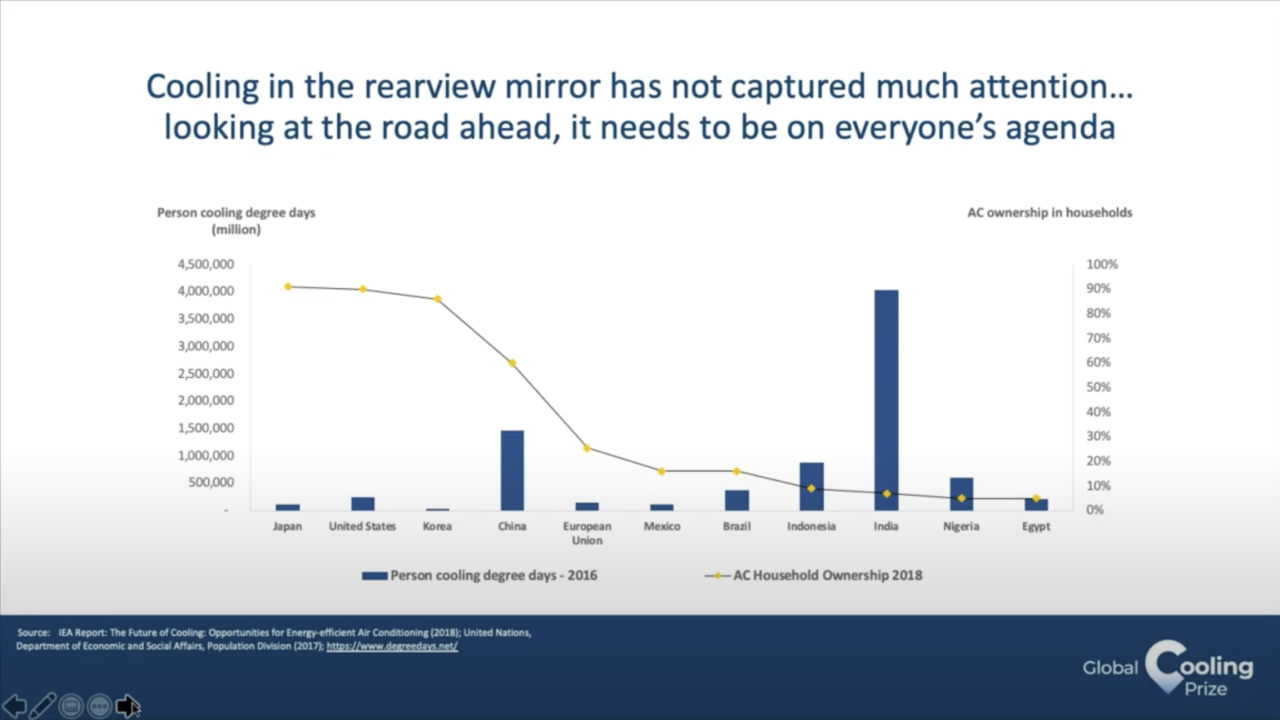 Cooling in the rearview mirror has not captured much attention…
looking at the road ahead, it needs to be on everyone’s agenda
Person cooling degree days
(million)
AC ownership in households
4,500,000
4,000,000
3,500,000
3,000,000
2,500,000
2,000,000
1,500,000
1,000,000
500,000
-
100%
90%
80%
70%
60%
50%
40%
30%
20%
10%
0%
Japan
United States
Korea
China
European
Union
Mexico
Brazil
Indonesia
India
Nigeria
Egypt
Person cooling degree days - 2016
AC Household Ownership 2018
Source: IEA Report: The Future of Cooling: Opportunities for Energy-efficient Air Conditioning (2018); United Nations,
Department of Economic and Social Affairs, Population Division (2017); https://www.degreedays.net/
Global Cooling
Prize